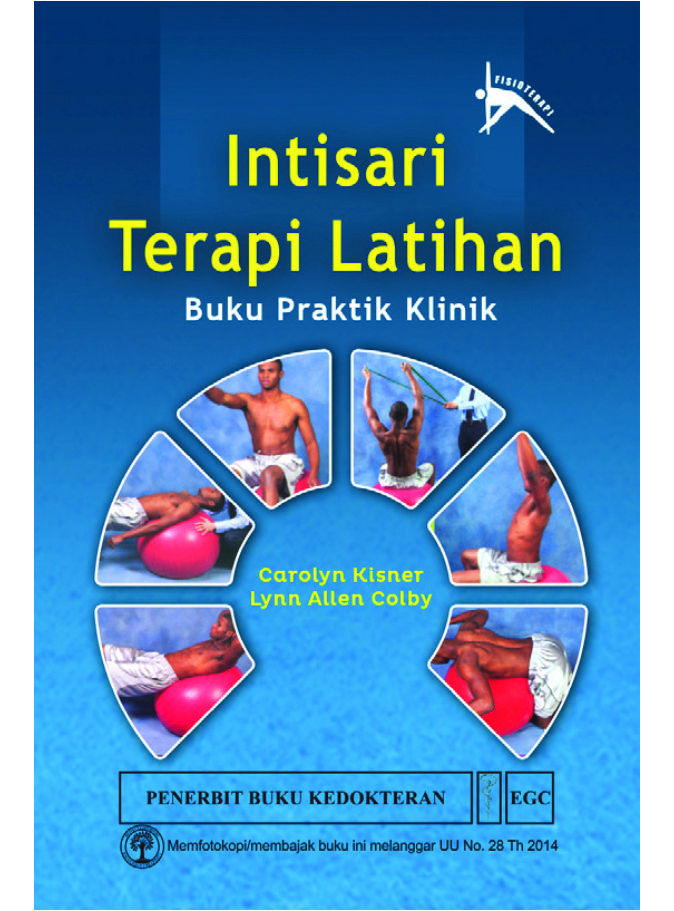 FISIOTERAPI
Intisari
Terapi Latihan
Buku Praktik Klinik
Carolyn Kisner
Lynn Allen Colby
PENERBIT BUKU KEDOKTERAN EGC
Memfotokopi/membajak buku ini melanggar UU No. 28 Th 2014